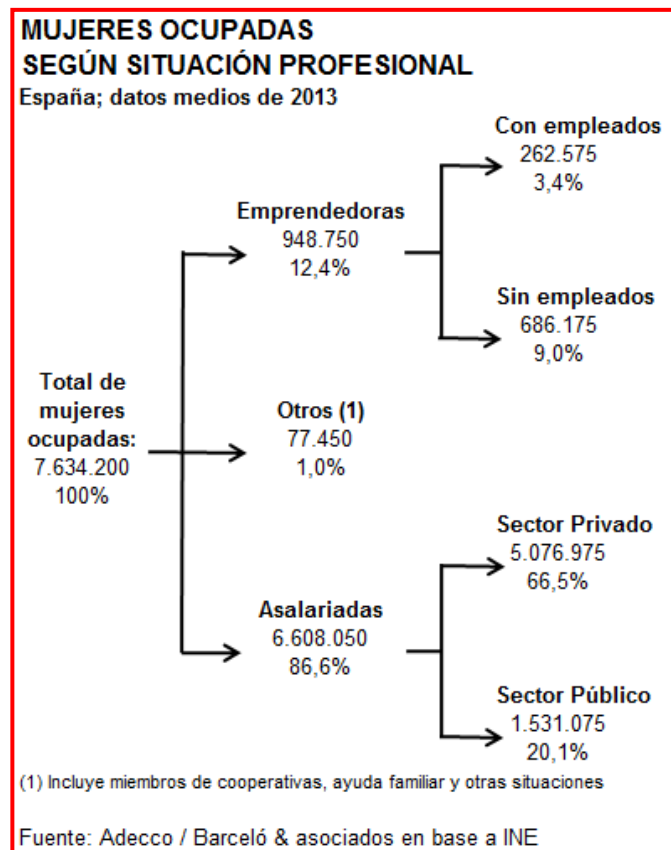 MUJERES OCUPADAS
SEGÚN SITUACIÓN PROFESIONAL
España; datos medios de 2013
Con empleados
262.575
3,4%
Emprendedoras
948.750
12,4%
Sin empleados
686.175
9,0%
Total de
mujeres
ocupadas:
7.634.200
100%
Otros (1)
77.450
1,0%
Sector Privado
5.076.975
66,5%
Asalariadas
6.608.050
86,6%
Sector Público
1.531.075
20,1%
(1) Incluye miembros de cooperativas, ayuda familiar y otras situaciones
Fuente: Adecco / Barceló & asociados en base a INE